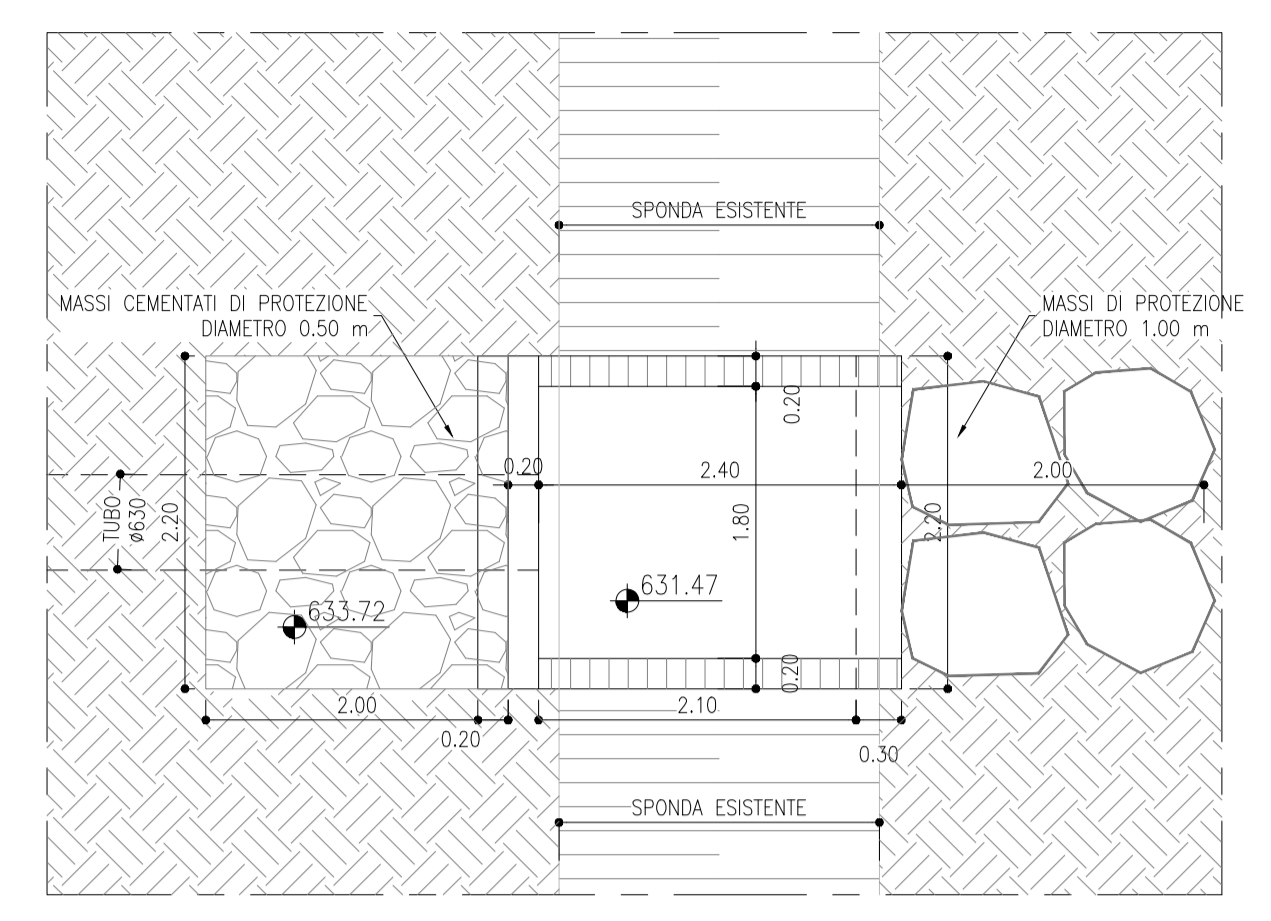 SPONDA ESISTENTE
MASSI CEMENTATI DI PROTEZIONE
DIAMETRO 0.50 m
MASSI DI PROTEZIONE
DIAMETRO 1.00 m
0.20
0.20
2.40
2.00
TUBO
ø630
2.20
1.80
2.20
631.47
633.72
0.20
2.00
2.10
0.20
0.30
SPONDA ESISTENTE